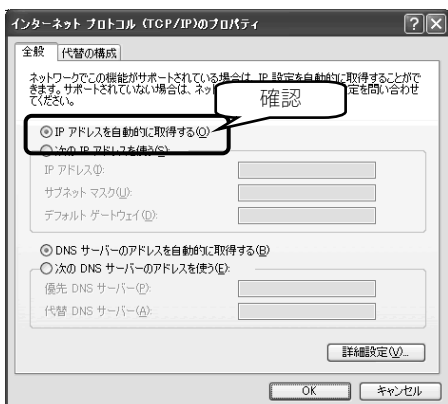 インターネット プロトコル (TCP/IP)のプロパティ
全般 代替の構成
ネットワークでこの機能がサポートされている場合は、IP 設定を自動的に取得することがで
きます。サポートされていない場合は、ネッ 定を問い合わせ
てください。
確認
IP アドレスを自動的に取得する(O)
次の IP アドレスを使う(S):
IP アドレス(I):
サブネット マスク(U):
デフォルト ゲートウェイ(D):
DNS サーバーのアドレスを自動的に取得する(B)
次の DNS サーバーのアドレスを使う(E):
優先 DNS サーバー(P):
代替 DNS サーバー(A):
詳細設定(V)...
OK キャンセル